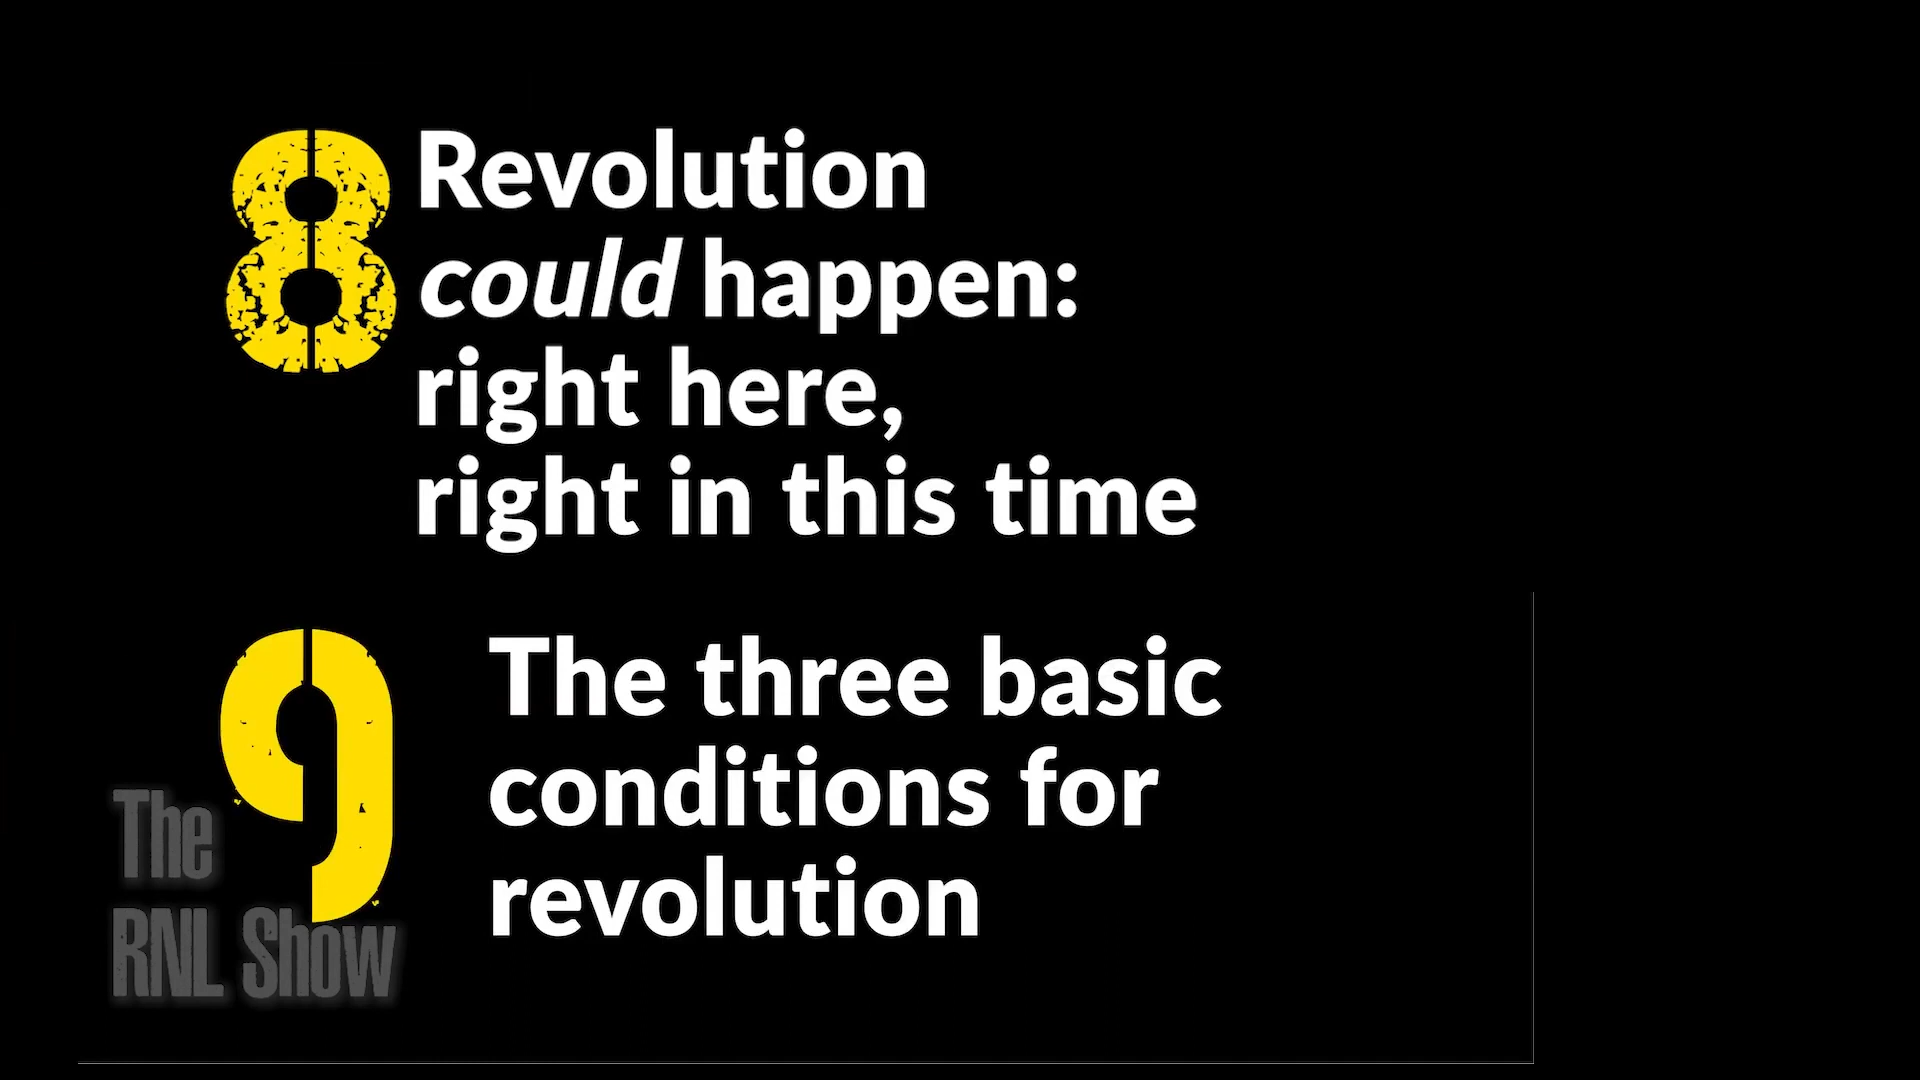 8 Revolution
could happen:
right here,
right in this time
9 The three basic
conditions for
revolution
The
RNL Show